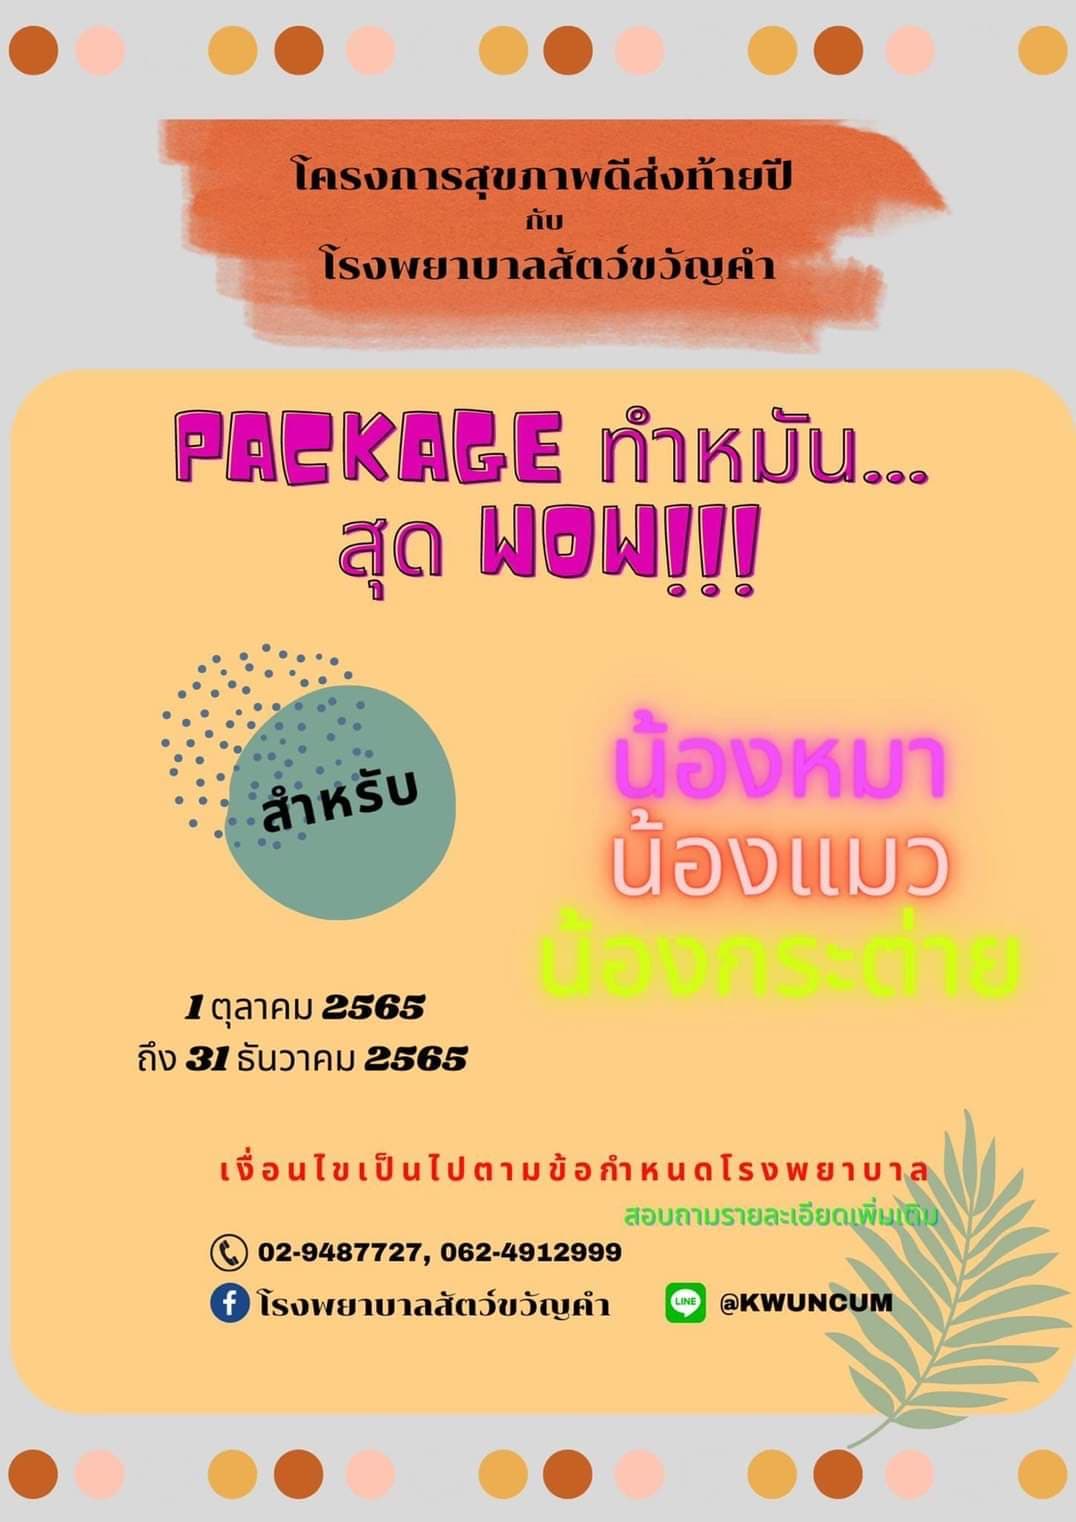 โครงการสุขภาพดีส่งท้ายปี
กับ
โรงพยาบาลสัตว์ขวัญคำ
PACKAGE ทำหมัน...
สุด WOW!!!
สำหรับ
น้องหมา
น้องแมว
น้องกระต่าย
1 ตุลาคม 2565
ถึง 31 ธันวาคม 2565
เงื่อนไขเป็นไปตามข้อกำหนดโรงพยาบาล
สอบถามรายละเอียดเพิ่มเติม
02-9487727, 062-4912999
โรงพยาบาลสัตว์ขวัญคำ
LINE @KWUNCUM